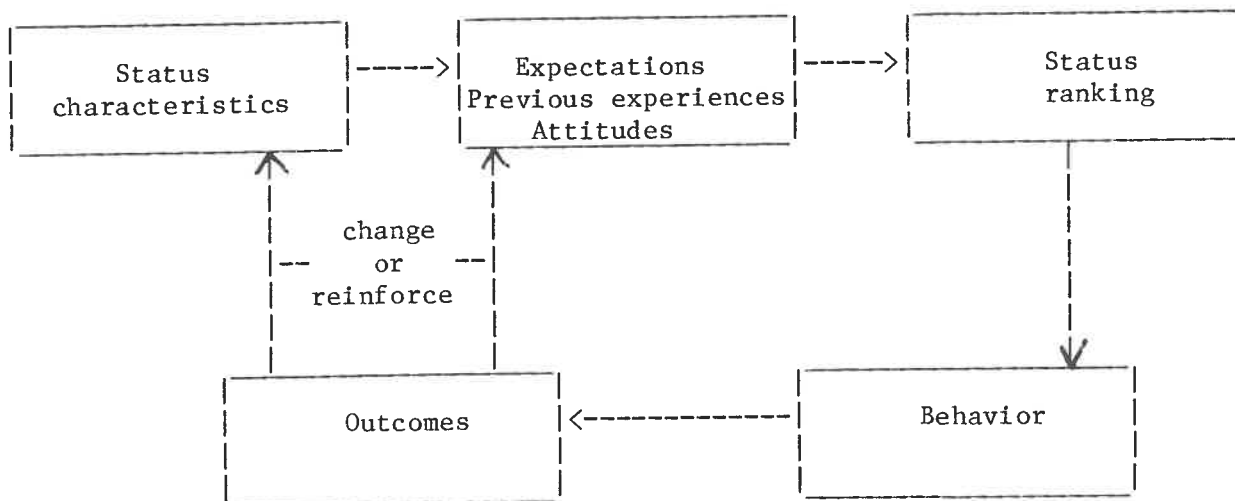 Status
characteristics
Expectations
Previous experiences
Attitudes
Status
ranking
change
or
reinforce
Outcomes
Behavior